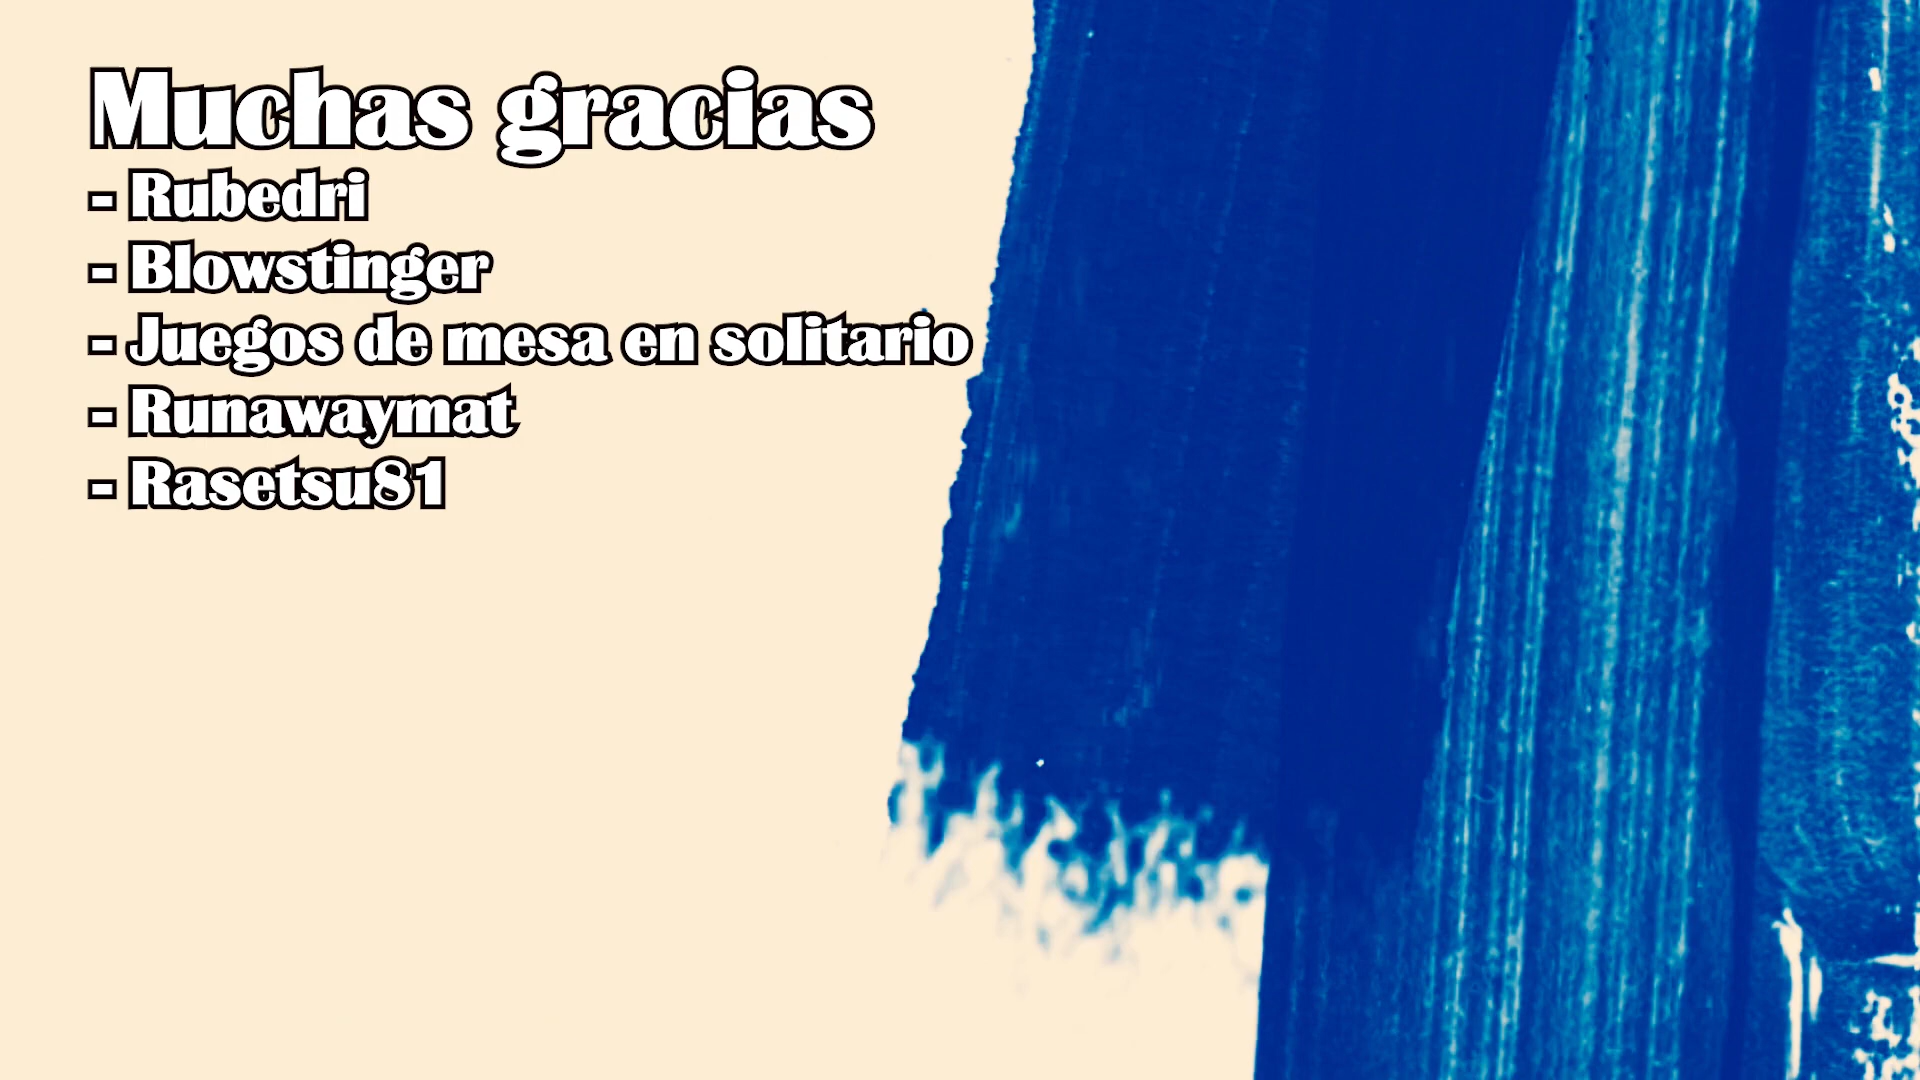 Muchas gracias
- Rubedri
- Blowstinger
- Juegos de mesa en solitario
- Runawaymat
- Rasetsu81